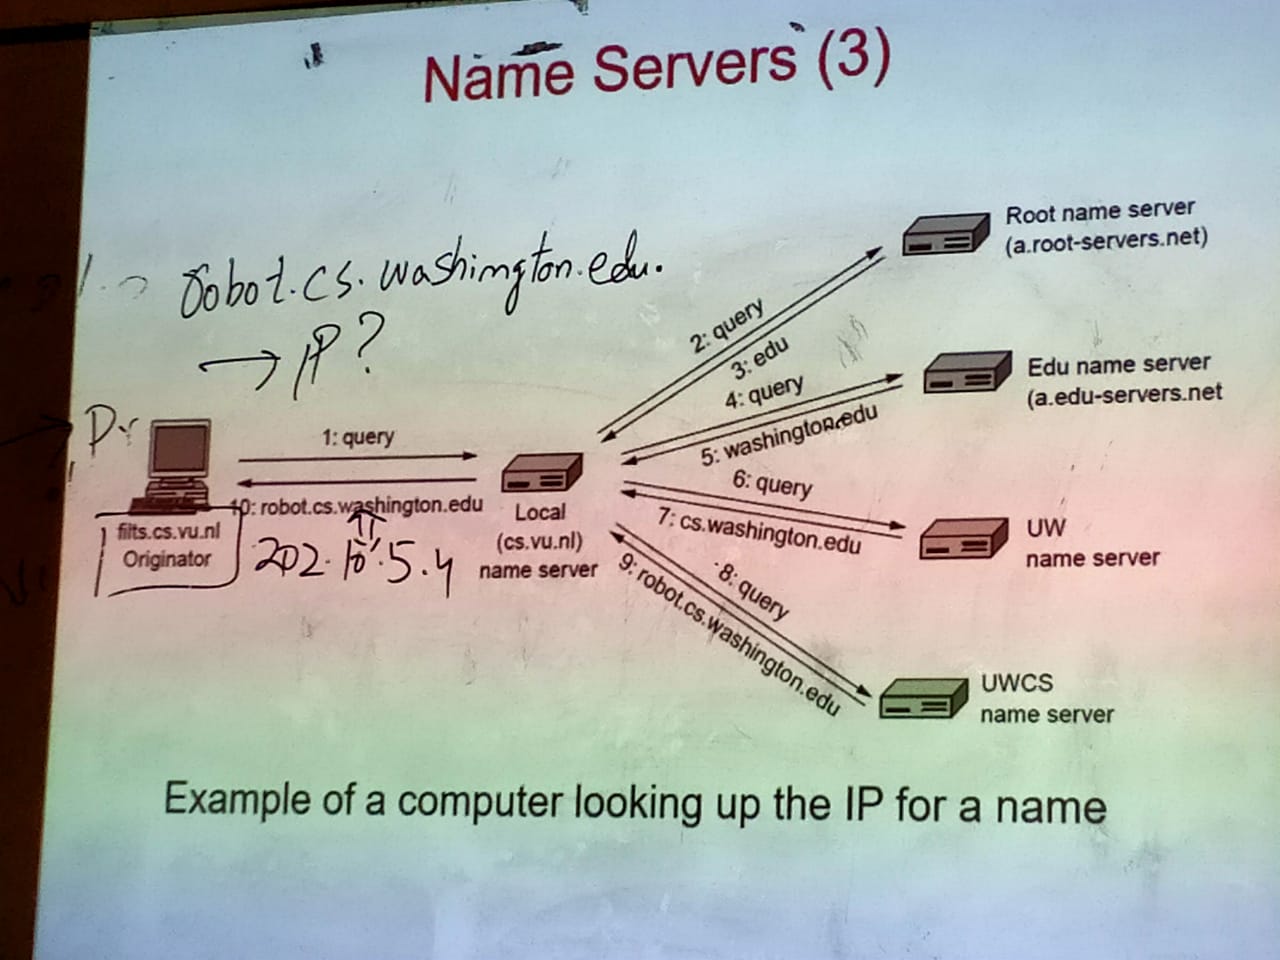 Name Servers (3)
robot.cs.washington.edu.
→ IP?
Root name server
(a.root-servers.net)
2: query
3: edu
4: query
5: washington.edu
Edu name server
(a.edu-servers.net
1: query
10: robot.cs.washington.edu
6: query
7: cs.washington.edu
UW
name server
filts.cs.vu.nl
Originator
202.10.5.4
Local
(cs.vu.nl)
name server
8: query
9: robot.cs.washington.edu
UWCS
name server
Example of a computer looking up the IP for a name